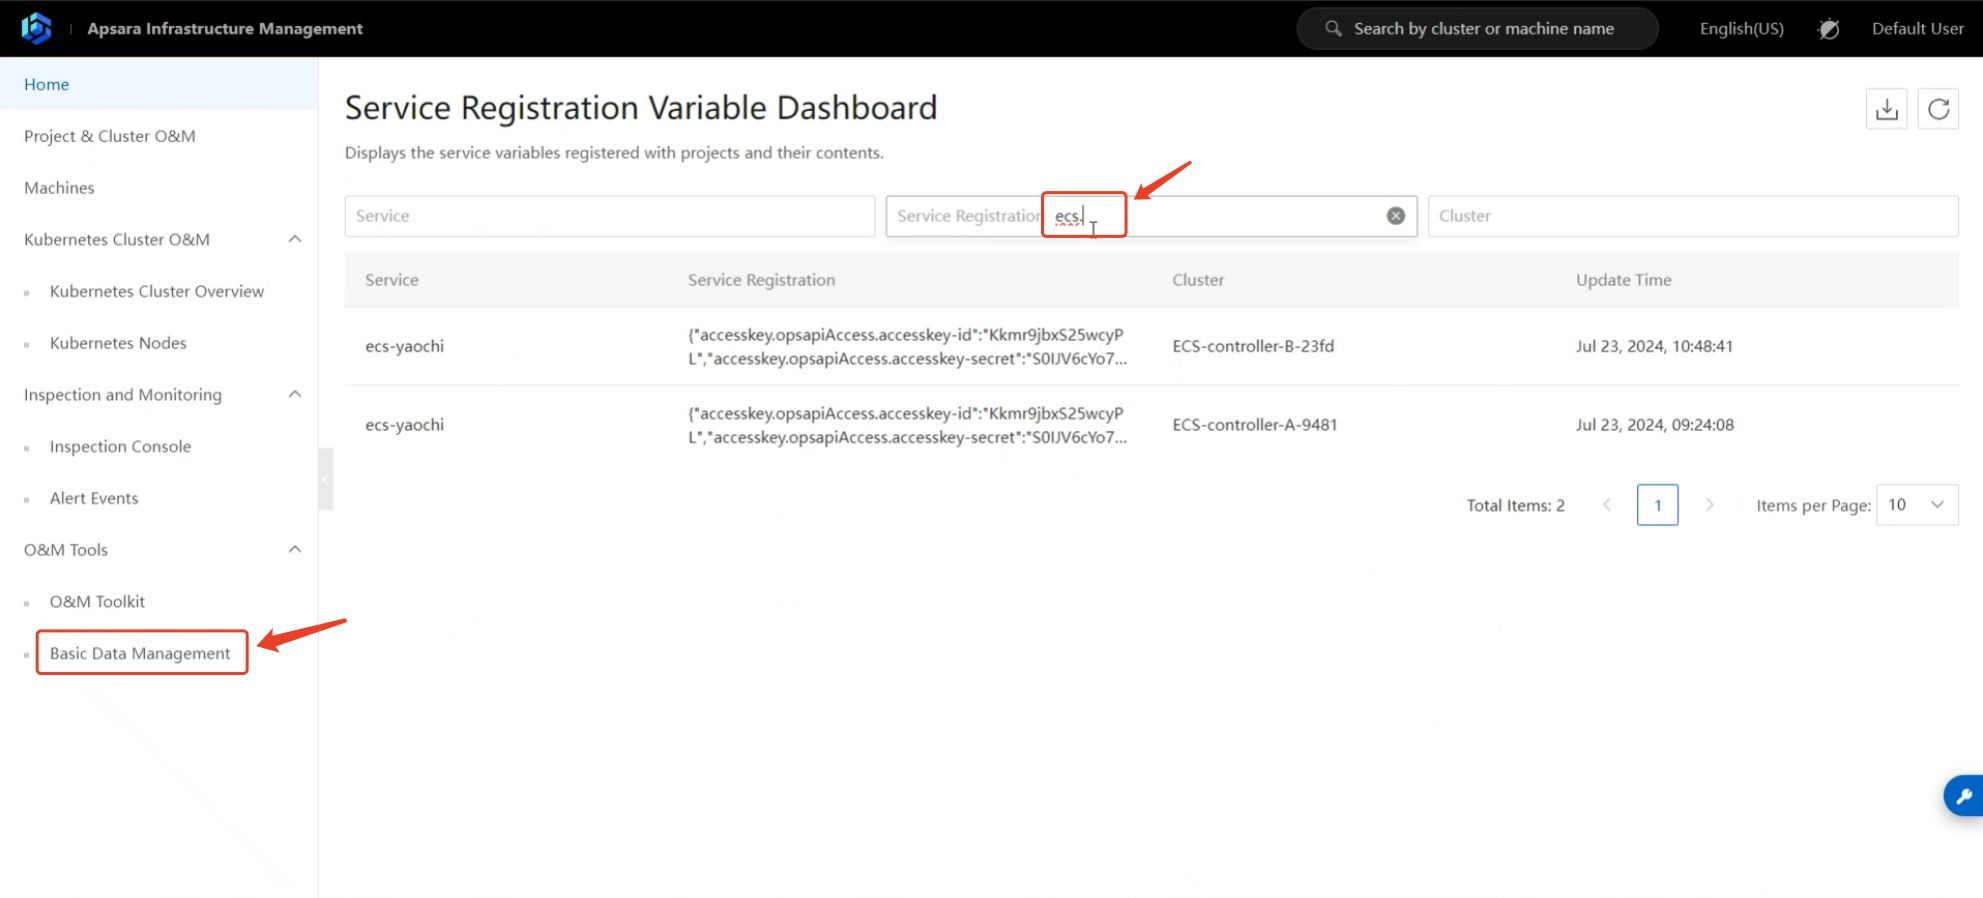 Apsara Infrastructure Management
Search by cluster or machine name
English(US)
Default User
Home
Project & Cluster O&M
Machines
Kubernetes Cluster O&M
Kubernetes Cluster Overview
Kubernetes Nodes
Inspection and Monitoring
Inspection Console
Alert Events
O&M Tools
O&M Toolkit
Basic Data Management
Service Registration Variable Dashboard
Displays the service variables registered with projects and their contents.
Service
Service Registration ecs.
Cluster
Service Service Registration Cluster Update Time
ecs-yaochi {"accesskey.opsapiAccess.accesskey-id":"Kkmr9jbxS25wcyP ECS-controller-B-23fd Jul 23, 2024, 10:48:41
L","accesskey.opsapiAccess.accesskey-secret":"S0IJV6cYo7...
ecs-yaochi {"accesskey.opsapiAccess.accesskey-id":"Kkmr9jbxS25wcyP ECS-controller-A-9481 Jul 23, 2024, 09:24:08
L","accesskey.opsapiAccess.accesskey-secret":"S0IJV6cYo7...
Total Items: 2 1 Items per Page: 10